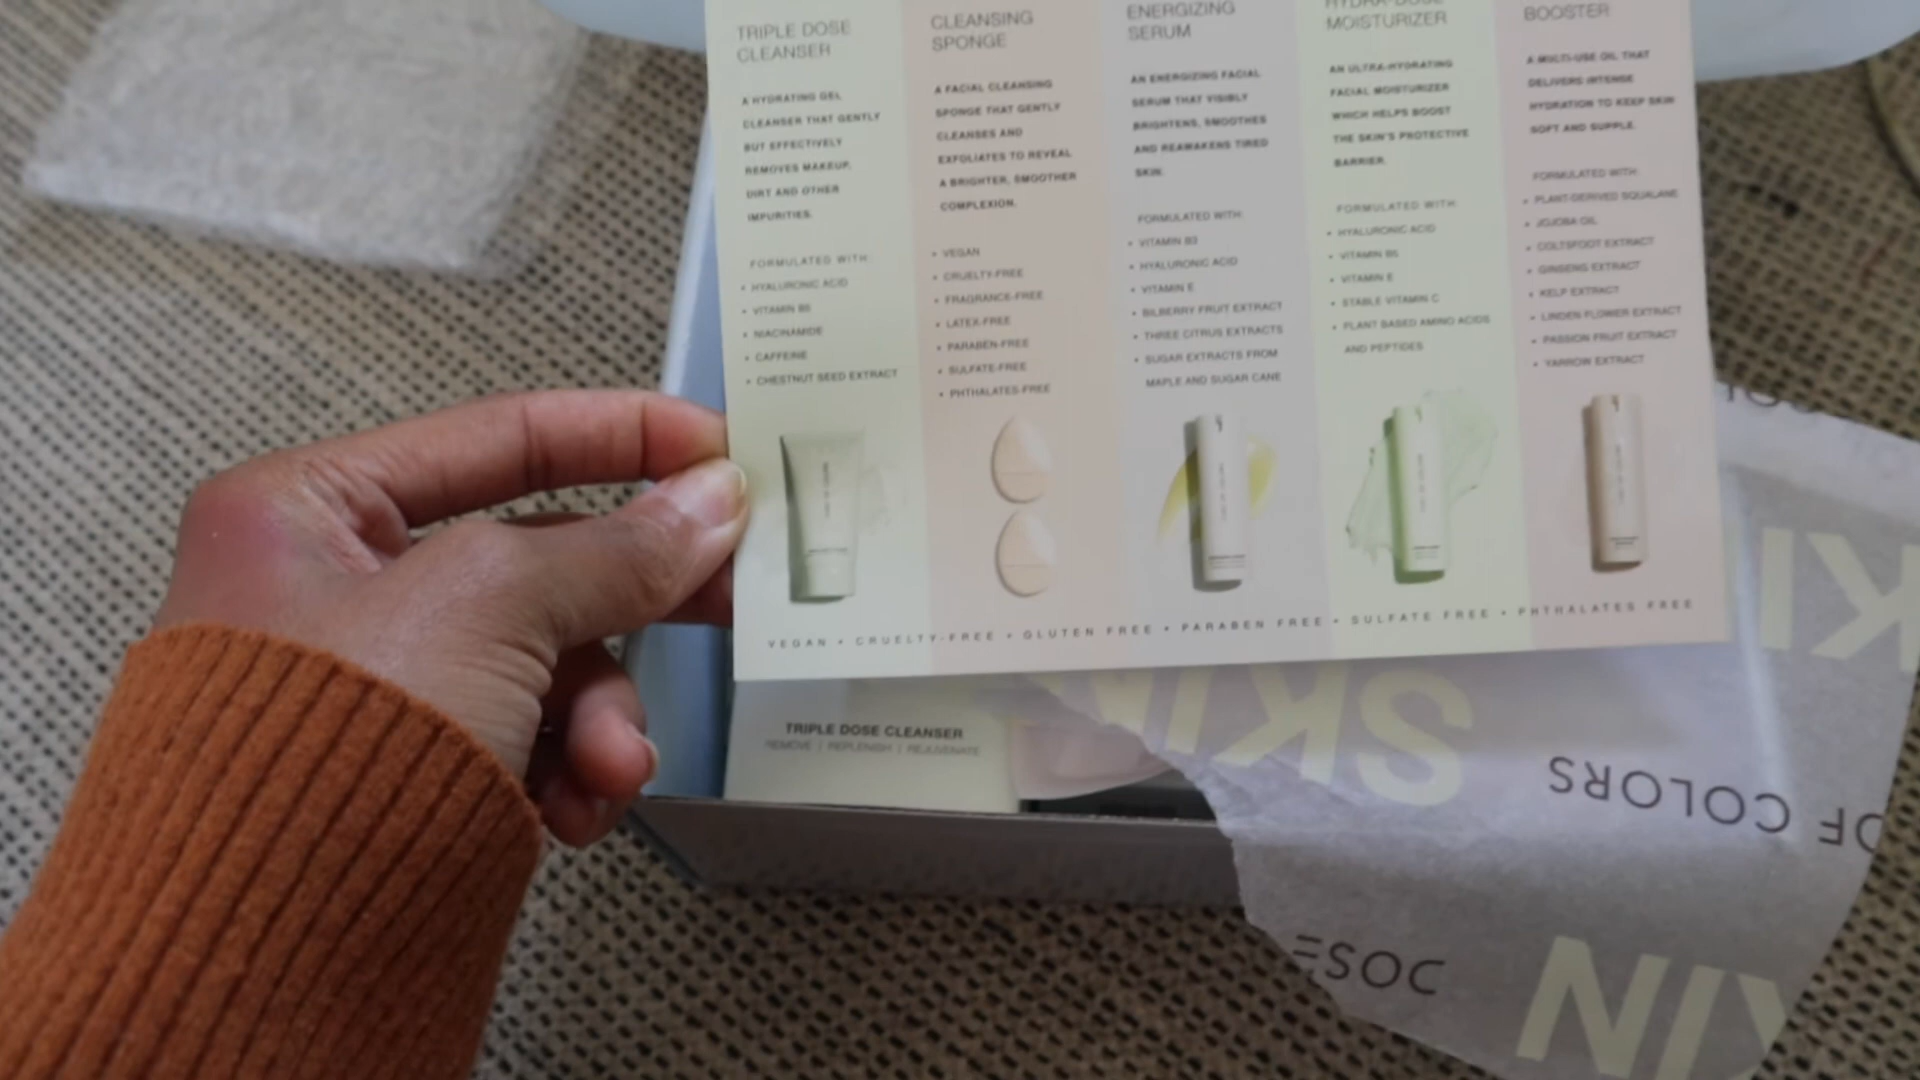 TRIPLE DOSE
CLEANSER
A HYDRATING GEL
CLEANSER THAT GENTLY
BUT EFFECTIVELY
REMOVES MAKEUP,
DIRT AND OTHER
IMPURITIES.
FORMULATED WITH:
• HYALURONIC ACID
• VITAMIN B5
• NIACINAMIDE
• CAFFEINE
• CHESTNUT SEED EXTRACT
CLEANSING
SPONGE
A FACIAL CLEANSING
SPONGE THAT GENTLY
CLEANSES AND
EXFOLIATES TO REVEAL
A BRIGHTER, SMOOTHER
COMPLEXION.
• VEGAN
• CRUELTY-FREE
• FRAGRANCE-FREE
• LATEX-FREE
• PARABEN-FREE
• SULFATE-FREE
• PHTHALATES-FREE
ENERGIZING
SERUM
AN ENERGIZING FACIAL
SERUM THAT VISIBLY
BRIGHTENS, SMOOTHES
AND REAWAKENS TIRED
SKIN.
FORMULATED WITH:
• VITAMIN B3
• HYALURONIC ACID
• VITAMIN E
• BILBERRY FRUIT EXTRACT
• THREE CITRUS EXTRACTS
• SUGAR EXTRACTS FROM
MAPLE AND SUGAR CANE
HYDRA-DOSE
MOISTURIZER
AN ULTRA-HYDRATING
FACIAL MOISTURIZER
WHICH HELPS BOOST
THE SKIN'S PROTECTIVE
BARRIER.
FORMULATED WITH:
• HYALURONIC ACID
• VITAMIN B5
• VITAMIN E
• STABLE VITAMIN C
• PLANT BASED AMINO ACIDS
AND PEPTIDES
BOOSTER
A MULTI-USE OIL THAT
DELIVERS INTENSE
HYDRATION TO KEEP SKIN
SOFT AND SUPPLE.
FORMULATED WITH:
• PLANT-DERIVED SQUALANE
• JOJOBA OIL
• COLTSFOOT EXTRACT
• GINSENG EXTRACT
• KELP EXTRACT
• LINDEN FLOWER EXTRACT
• PASSION FRUIT EXTRACT
• YARROW EXTRACT
VEGAN • CRUELTY-FREE • GLUTEN FREE • PARABEN FREE • SULFATE FREE • PHTHALATES FREE
TRIPLE DOSE CLEANSER
REMOVE | REPLENISH | REJUVENATE
SKIN
OF COLORS
DOSE